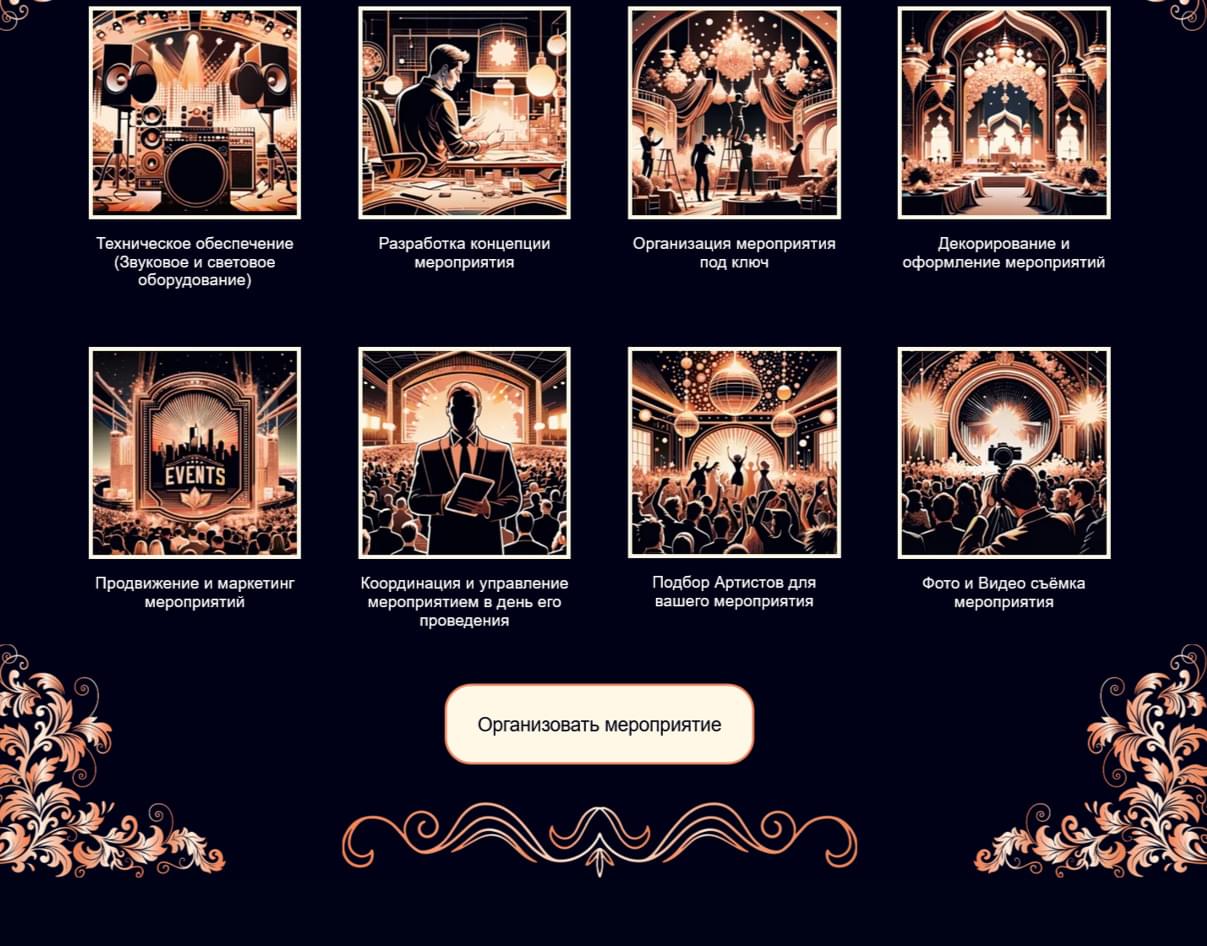 Техническое обеспечение
(Звуковое и световое
оборудование)
Разработка концепции
мероприятия
Организация мероприятия
под ключ
Декорирование и
оформление мероприятий
EVENTS
Продвижение и маркетинг
мероприятий
Координация и управление
мероприятием в день его
проведения
Подбор Артистов для
вашего мероприятия
Фото и Видео съёмка
мероприятия
Организовать мероприятие